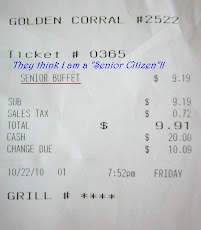 GOLDEN CORRAL #2522
Ticket # 0365
They think I am a "Senior Citizen"!!
SENIOR BUFFET $ 9.19
SUB $ 9.19
SALES TAX $ 0.72
TOTAL $ 9.91
CASH $ 20.00
CHANGE DUE $ 10.09
10/22/10 01 7:52pm FRIDAY
GRILL # ****